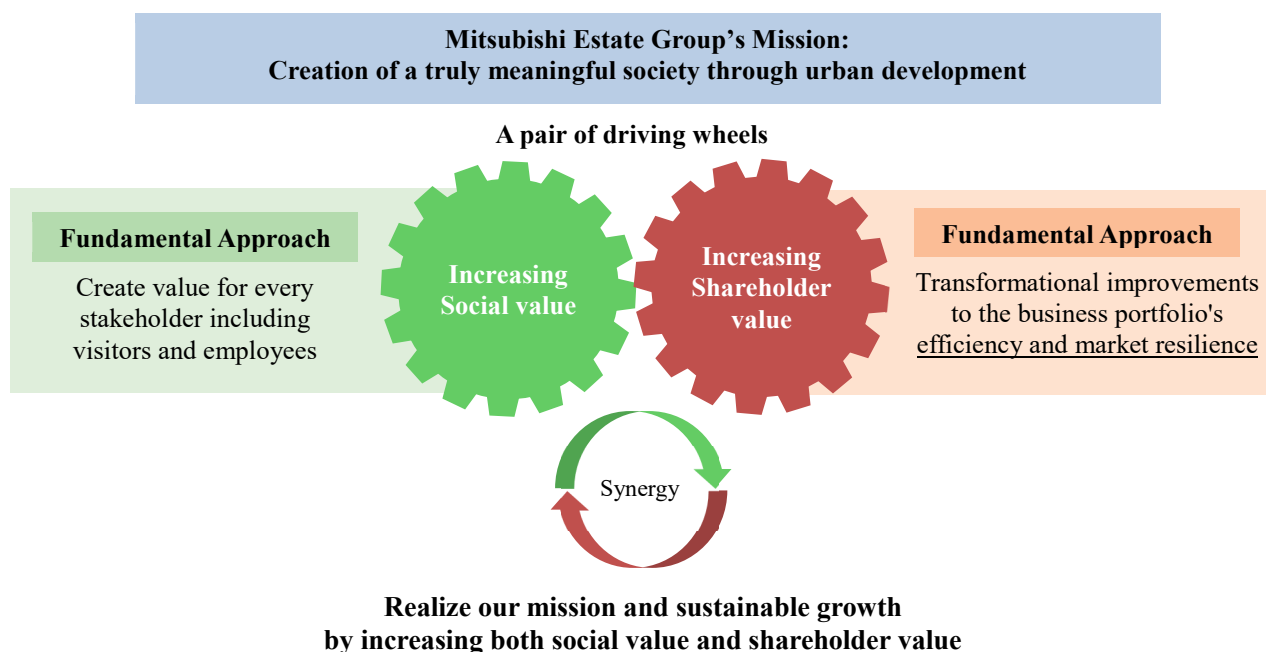 Mitsubishi Estate Group’s Mission:
Creation of a truly meaningful society through urban development
A pair of driving wheels
Fundamental Approach
Create value for every
stakeholder including
visitors and employees
Increasing
Social value
Increasing
Shareholder
value
Fundamental Approach
Transformational improvements
to the business portfolio's
efficiency and market resilience
Synergy
Realize our mission and sustainable growth
by increasing both social value and shareholder value